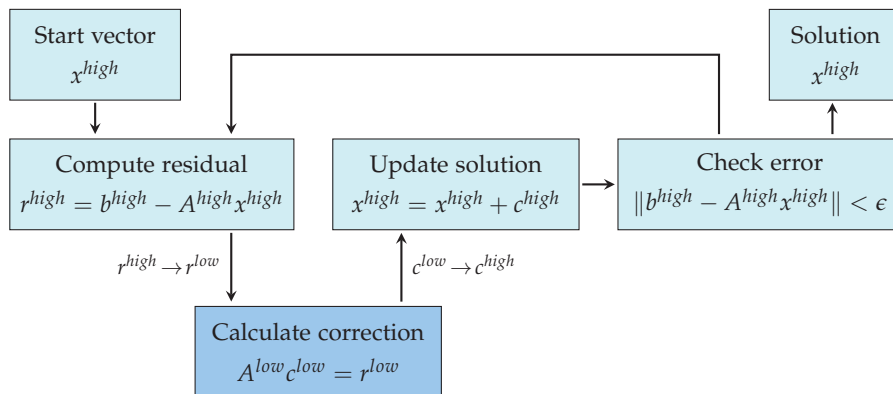 Start vector
x^{high}
Solution
x^{high}
Compute residual
r^{high} = b^{high} − A^{high}x^{high}
Update solution
x^{high} = x^{high} + c^{high}
Check error
‖b^{high} − A^{high}x^{high}‖ < ϵ
r^{high} → r^{low}
c^{low} → c^{high}
Calculate correction
A^{low}c^{low} = r^{low}